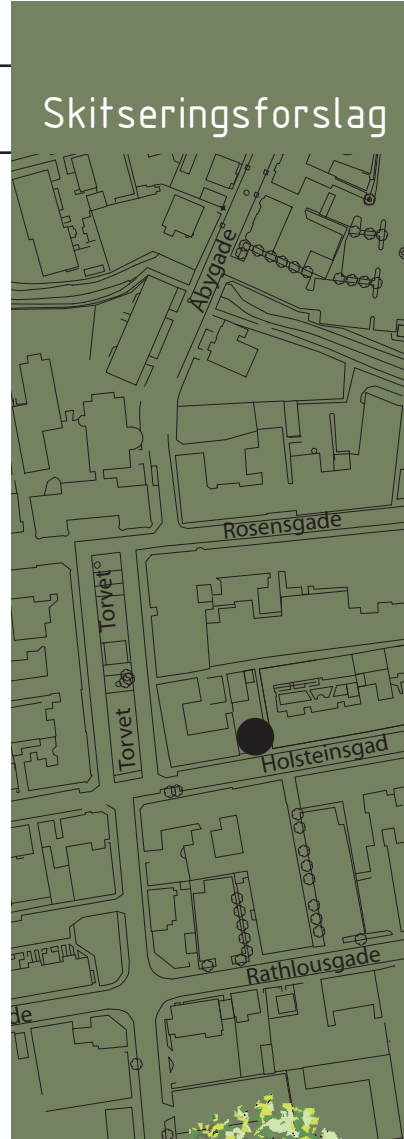 Skitseringsforslag
Åbygade
Rosensgade
Torvet
Torvet
Holsteinsgad
Rathlousgade
de